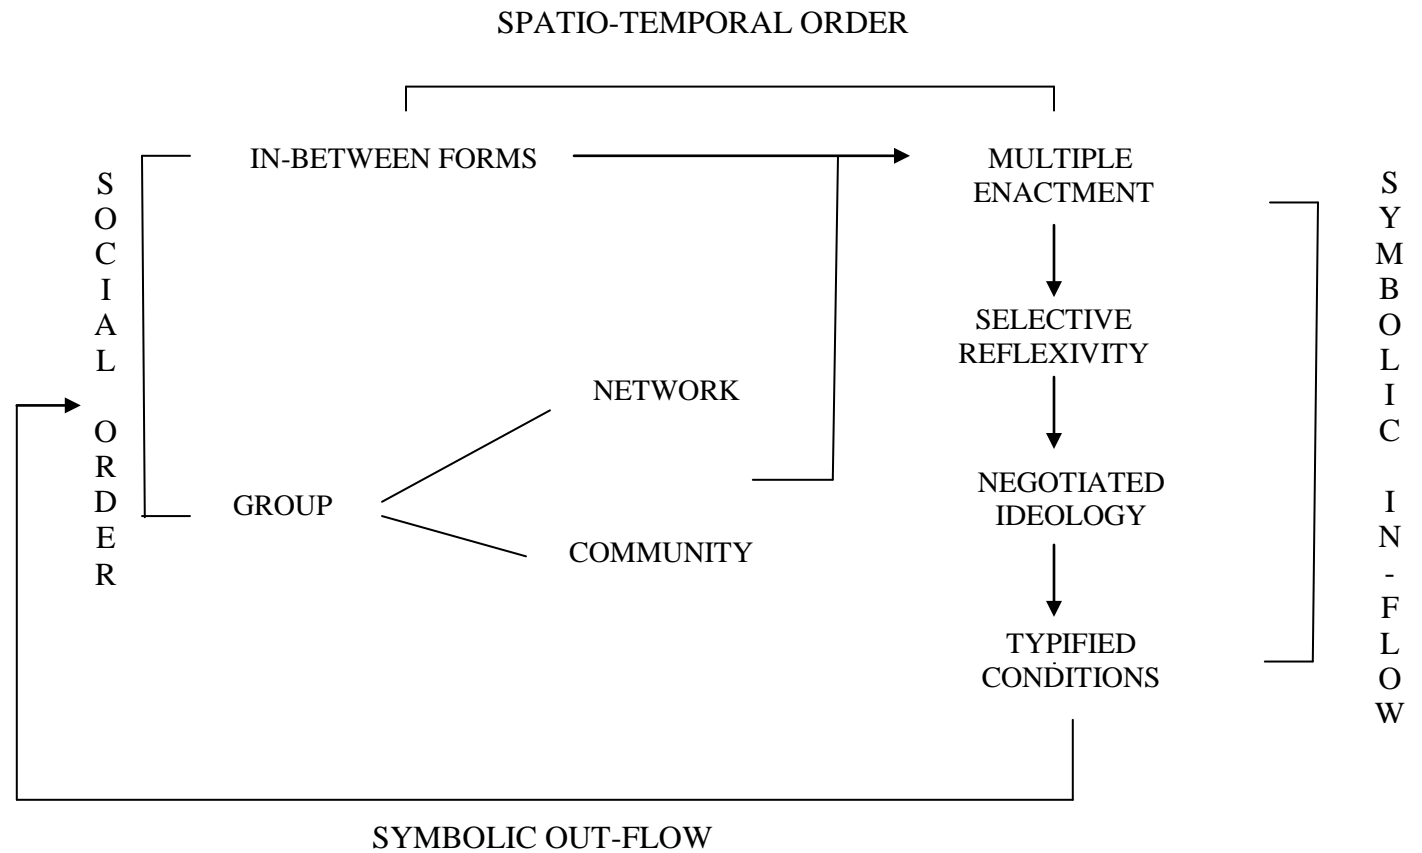 SPATIO-TEMPORAL ORDER
SOCIAL ORDER
IN-BETWEEN FORMS
MULTIPLE
ENACTMENT
SELECTIVE
REFLEXIVITY
NETWORK
GROUP
COMMUNITY
NEGOTIATED
IDEOLOGY
TYPIFIED
CONDITIONS
SYMBOLIC IN-FLOW
SYMBOLIC OUT-FLOW